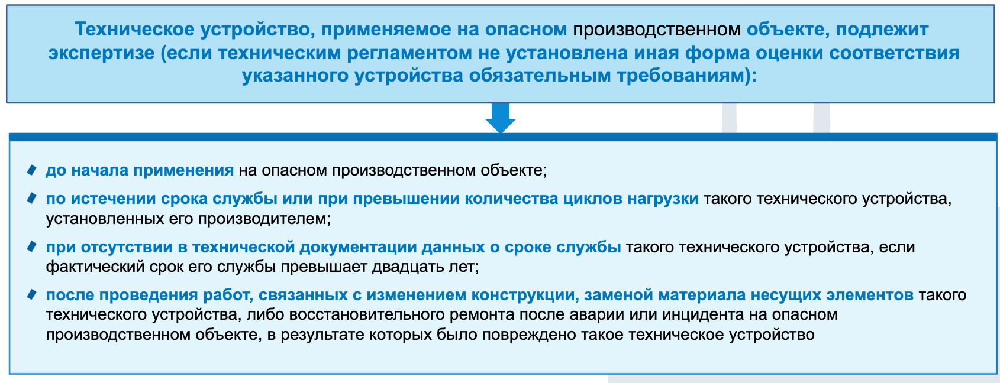 Техническое устройство, применяемое на опасном производственном объекте, подлежит
экспертизе (если техническим регламентом не установлена иная форма оценки соответствия
указанного устройства обязательным требованиям):
до начала применения на опасном производственном объекте;
по истечении срока службы или при превышении количества циклов нагрузки такого технического устройства,
установленных его производителем;
при отсутствии в технической документации данных о сроке службы такого технического устройства, если
фактический срок его службы превышает двадцать лет;
после проведения работ, связанных с изменением конструкции, заменой материала несущих элементов такого
технического устройства, либо восстановительного ремонта после аварии или инцидента на опасном
производственном объекте, в результате которых было повреждено такое техническое устройство